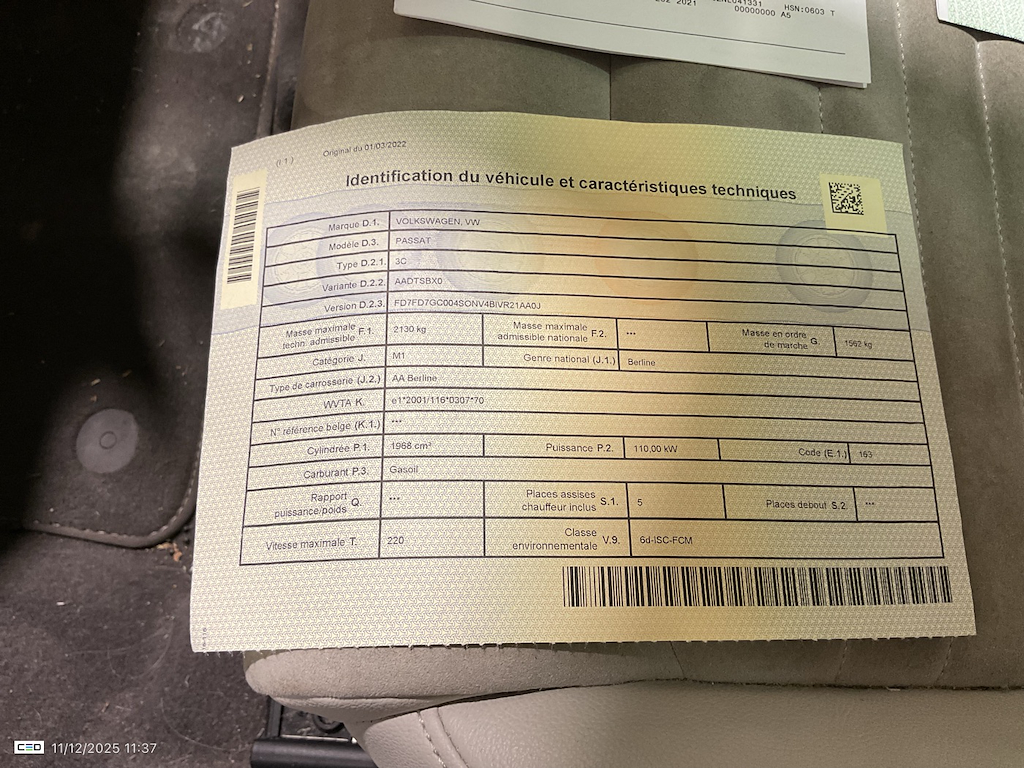 2021
HSN:0603 T
00000000 A5
(I 1) Original du 01/03/2022
Identification du véhicule et caractéristiques techniques
Marque D.1. VOLKSWAGEN, VW
Modèle D.3. PASSAT
Type D.2.1. 3C
Variante D.2.2. AADTSBX0
Version D.2.3. FD7FD7GC004SONV4BIVR21AA0J
Masse maximale techn. admissible F.1. 2130 kg Masse maximale admissible nationale F.2. *** Masse en ordre de marche G. 1562 kg
Catégorie J. M1 Genre national (J.1.) Berline
Type de carrosserie (J.2.) AA Berline
WVTA K. e1*2001/116*0307*70
N° référence belge (K.1.) ***
Cylindrée P.1. 1968 cm³ Puissance P.2. 110,00 kW Code (E.1.) 163
Carburant P.3. Gasoil
Rapport puissance/poids Q. *** Places assises chauffeur inclus S.1. 5 Places debout S.2. ***
Vitesse maximale T. 220 Classe environnementale V.9. 6d-ISC-FCM
CEO 11/12/2025 11:37